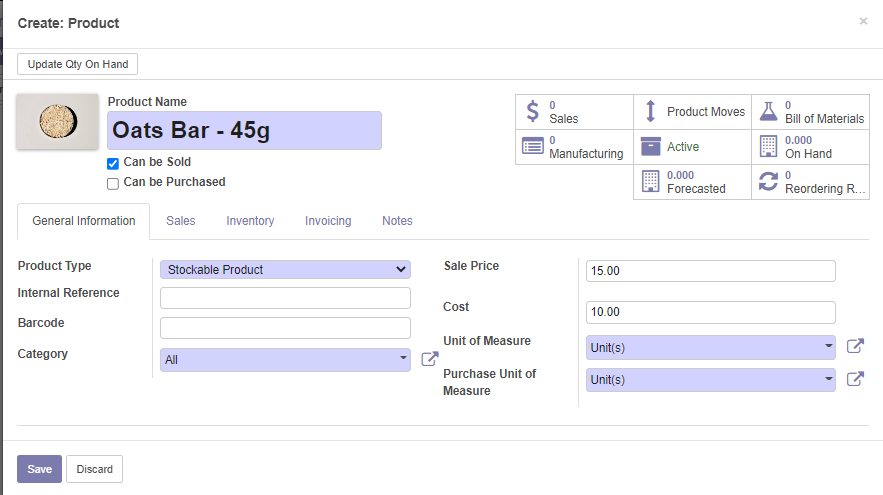 Create: Product
×
Update Qty On Hand
Product Name
Oats Bar - 45g
Can be Sold
Can be Purchased
0
Sales
Product Moves
0
Bill of Materials
0
Manufacturing
Active
0.000
On Hand
0.000
Forecasted
0
Reordering R...
General Information
Sales
Inventory
Invoicing
Notes
Product Type
Stockable Product
Internal Reference
Barcode
Category
All
Sale Price
15.00
Cost
10.00
Unit of Measure
Unit(s)
Purchase Unit of
Measure
Unit(s)
Save
Discard